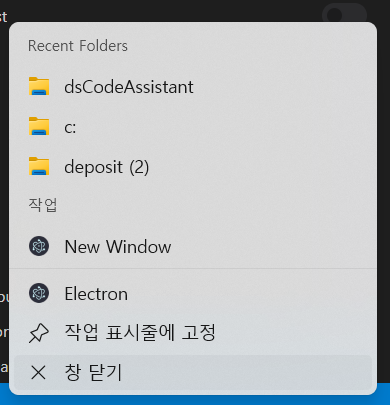 st
Recent Folders
dsCodeAssistant
c:
deposit (2)
작업
New Window
Electron
작업 표시줄에 고정
창 닫기